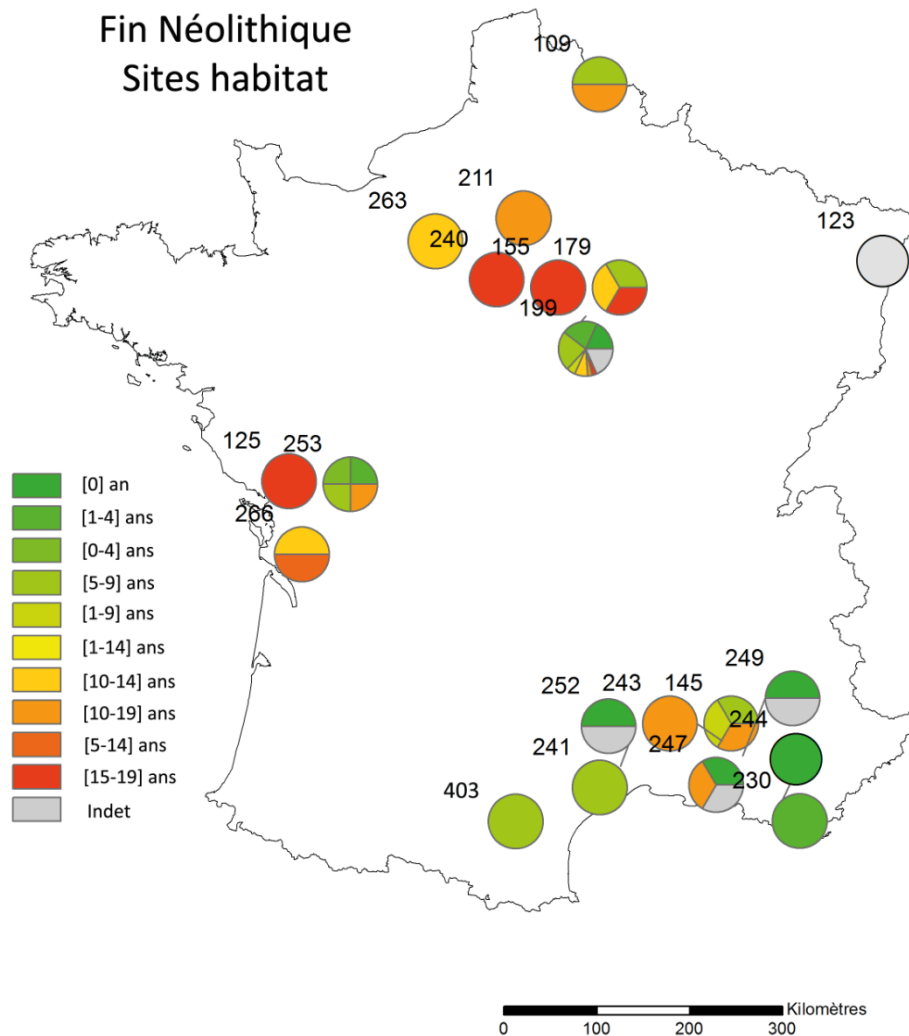 Fin Néolithique
Sites habitat
109
211
263
123
240
155
179
199
125
253
266
[0] an
[1-4] ans
[0-4] ans
[5-9] ans
[1-9] ans
[1-14] ans
[10-14] ans
[10-19] ans
[5-14] ans
[15-19] ans
Indet
249
252
243
145
244
241
247
230
403
Kilomètres
0 100 200 300